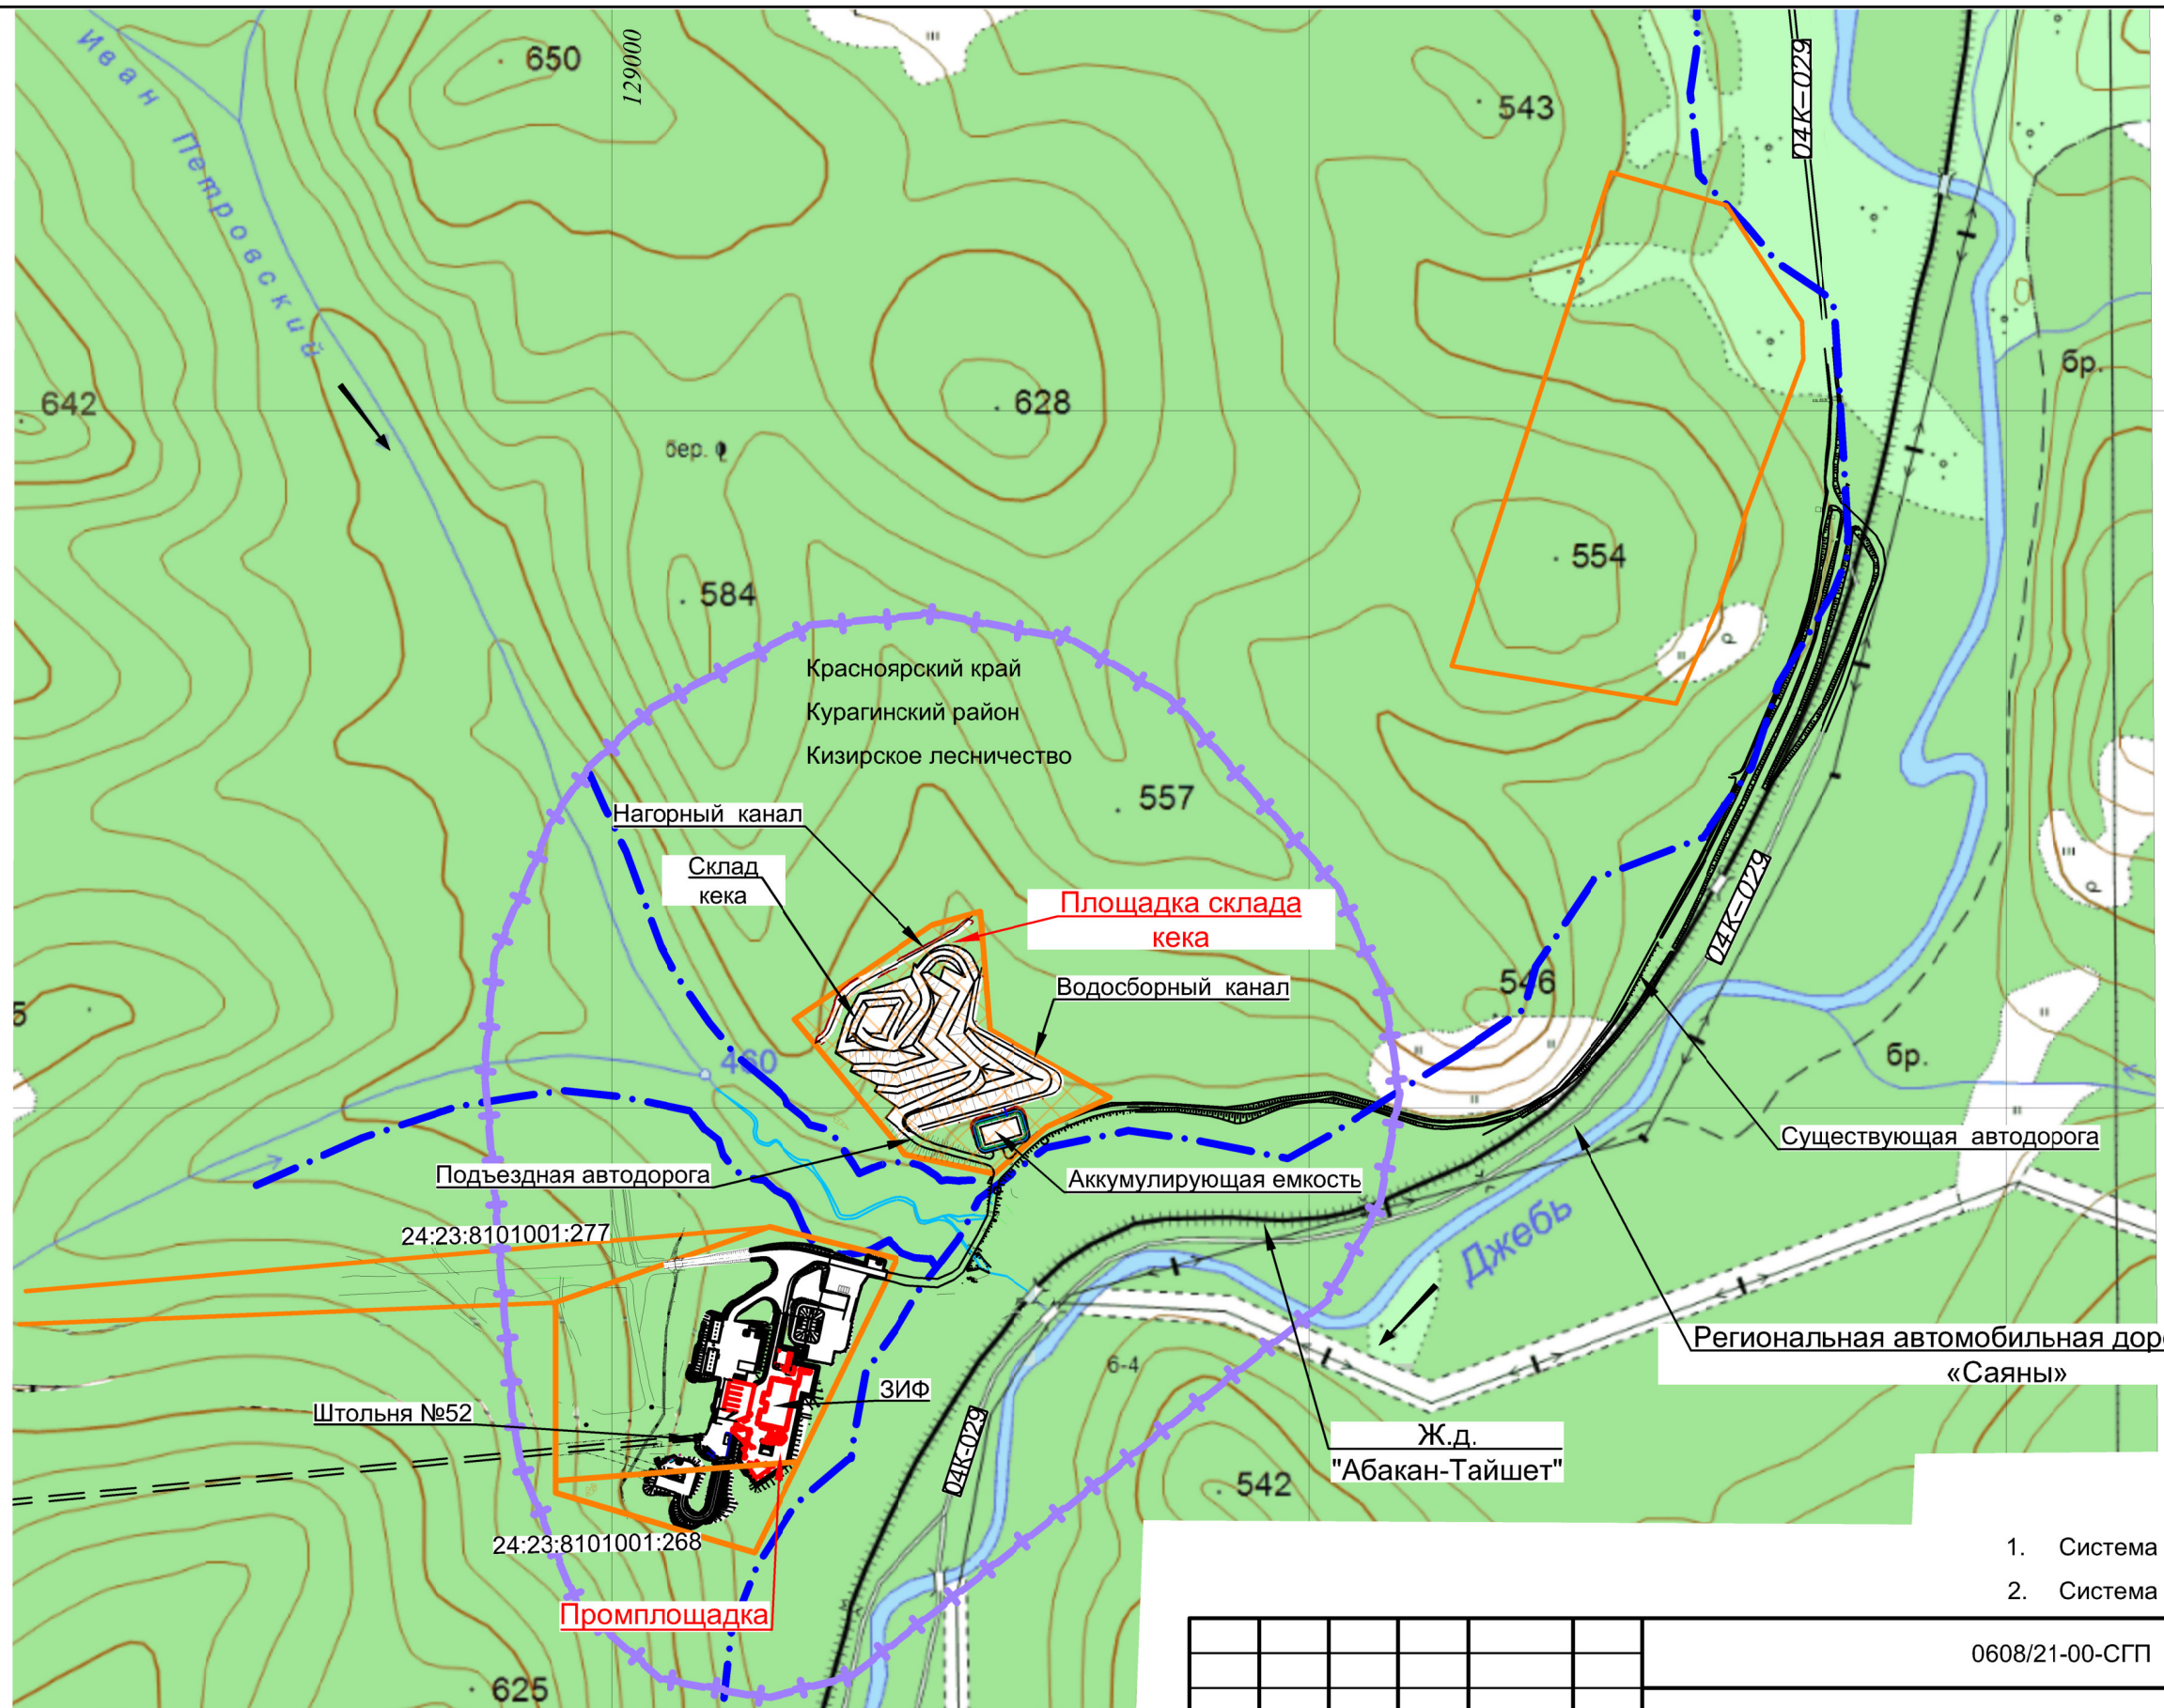 Иван Петровский
650
129000
543
04К-029
642
628
бер.
бр.
554
584
Красноярский край
Курагинский район
Кизирское лесничество
557
Нагорный канал
Склад
кека
Площадка склада
кека
546
Водосборный канал
04К-029
5
460
бр.
Существующая автодорога
Подъездная автодорога
Аккумулирующая емкость
24:23:8101001:277
Джебь
Региональная автомобильная дор
«Саяны»
6-4
ЗИФ
Штольня №52
Ж.д.
"Абакан-Тайшет"
04К-029
542
24:23:8101001:268
1. Система
2. Система
Промплощадка
0608/21-00-СГП
625